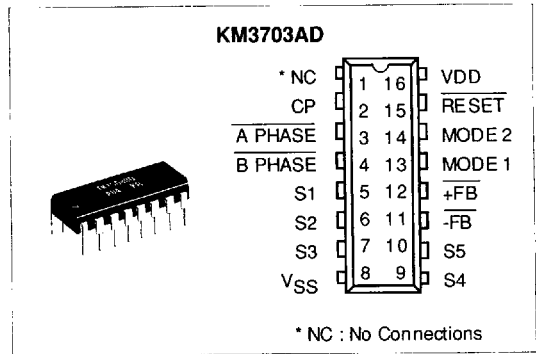 KM3703AD
* NC 1 16 VDD
CP 2 15 RESET
A PHASE 3 14 MODE 2
B PHASE 4 13 MODE 1
S1 5 12 +FB
S2 6 11 -FB
S3 7 10 S5
VSS 8 9 S4
* NC : No Connections